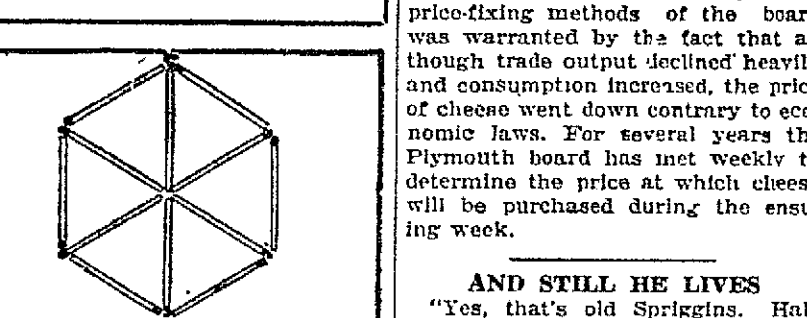 price-fixing methods of the boar
was warranted by the fact that a
though trade output declined heavil
and consumption increased, the pric
of cheese went down contrary to eco
nomic laws. For several years th
Plymouth board has met weekly t
determine the price at which chees
will be purchased during the ensu
ing week.
AND STILL HE LIVES
"Yes, that's old Spriggins. Hal